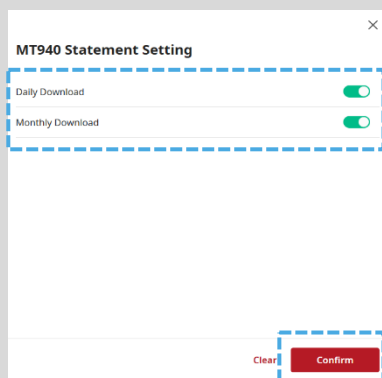 MT940 Statement Setting
Daily Download
Monthly Download
Clear
Confirm